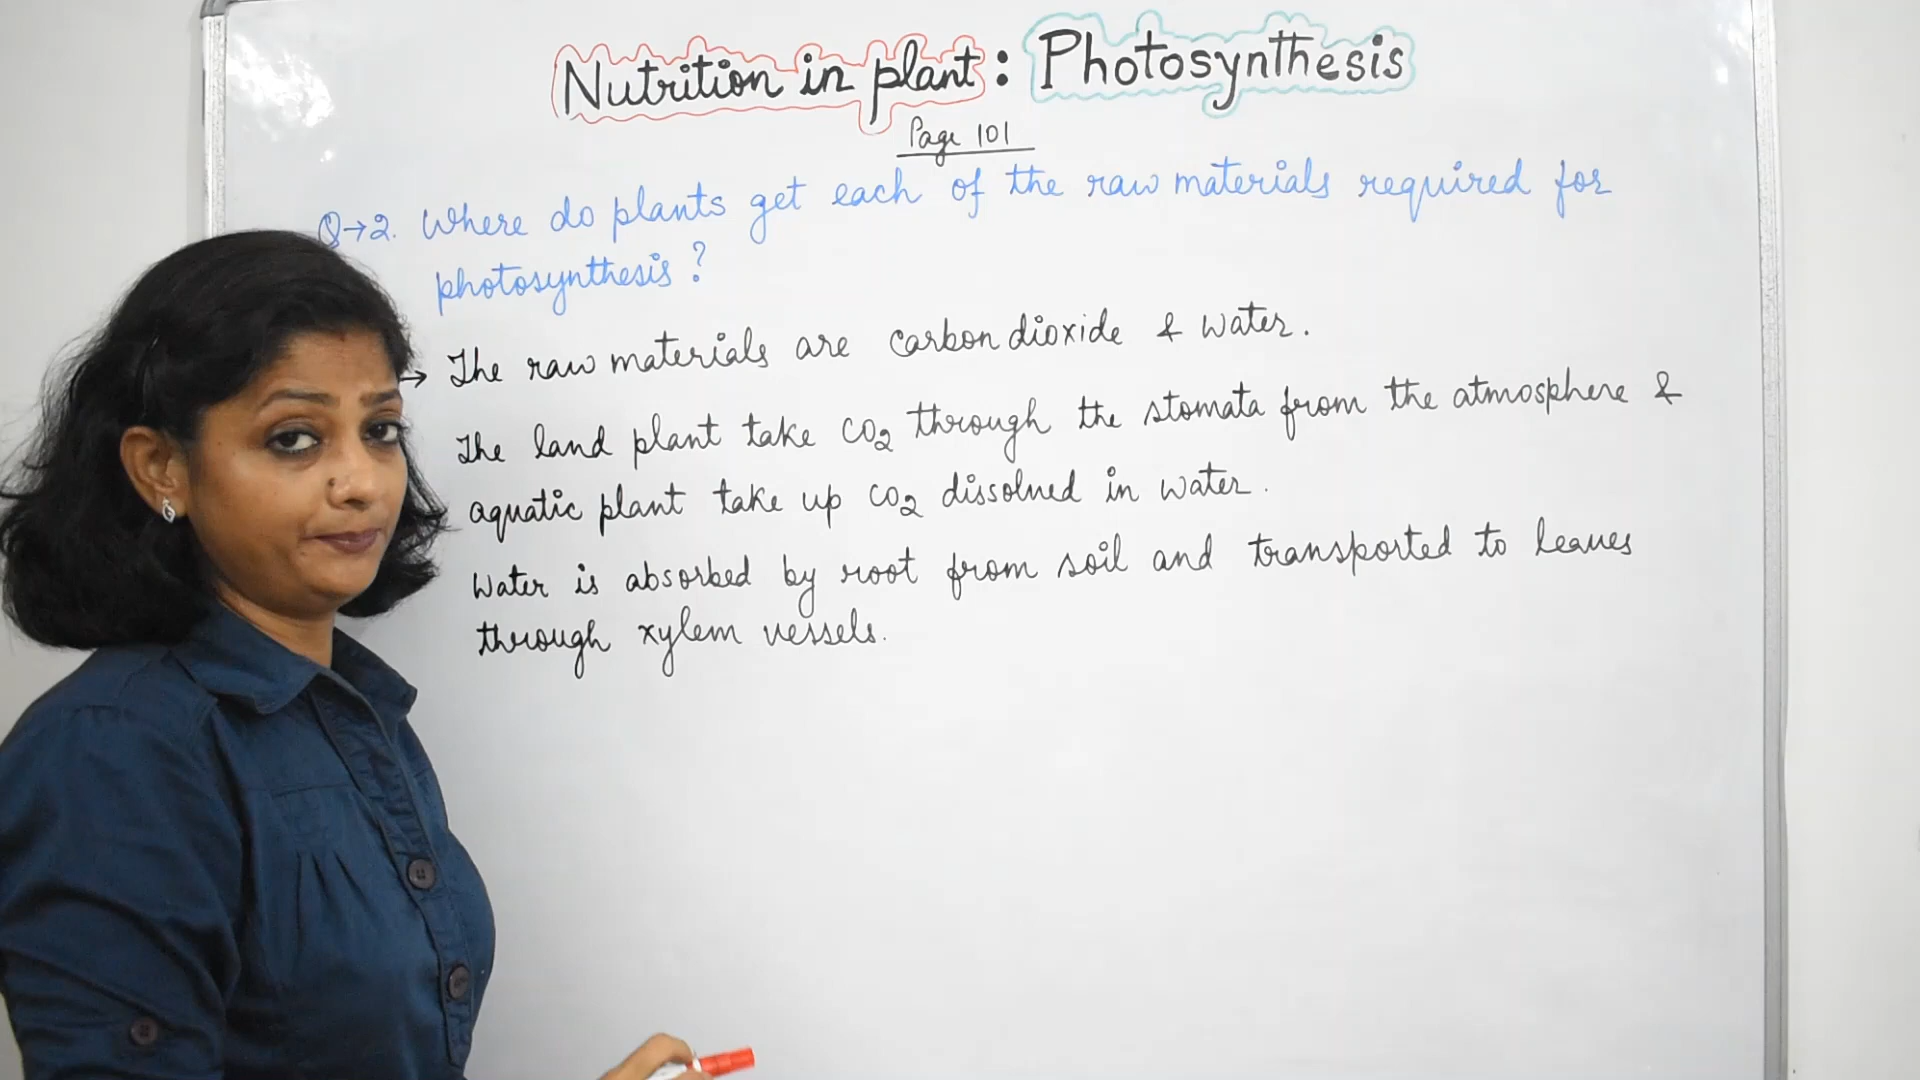 Nutrition in plant: Photosynthesis
Page 101
Q→2. Where do plants get each of the raw materials required for
photosynthesis?
→ The raw materials are carbon dioxide & water.
The land plant take CO2 through the stomata from the atmosphere &
aquatic plant take up CO2 dissolved in water.
Water is absorbed by root from soil and transported to leaves
through xylem vessels.